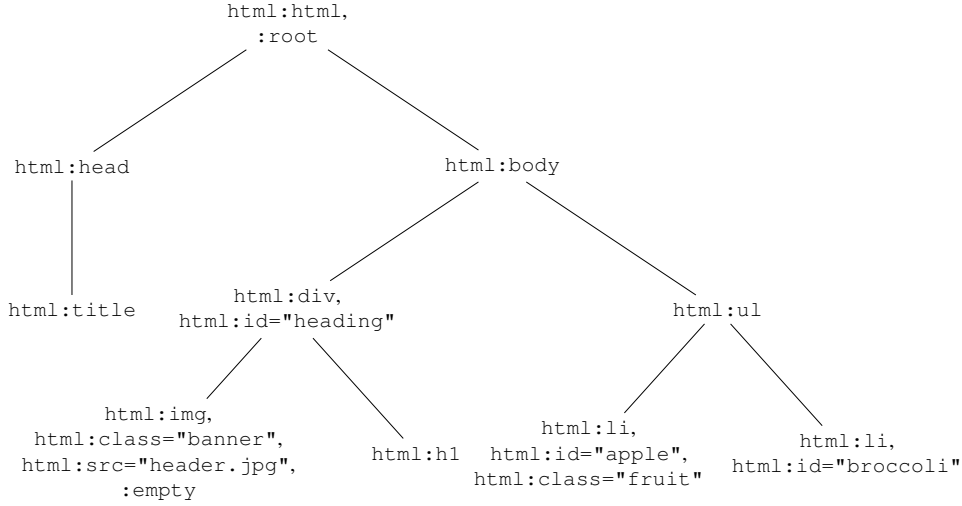 html:html,
:root
html:head
html:body
html:title
html:div,
html:id="heading"
html:ul
html:img,
html:class="banner",
html:src="header.jpg",
:empty
html:h1
html:li,
html:id="apple",
html:class="fruit"
html:li,
html:id="broccoli"